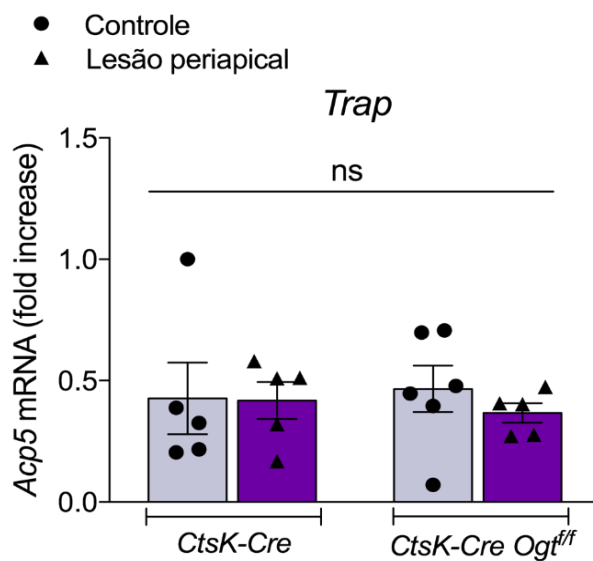 Controle
Lesão periapical
Trap
Acp5 mRNA (fold increase)
1.5
1.0
0.5
0.0
ns
CtsK-Cre
CtsK-Cre Ogt^f/f